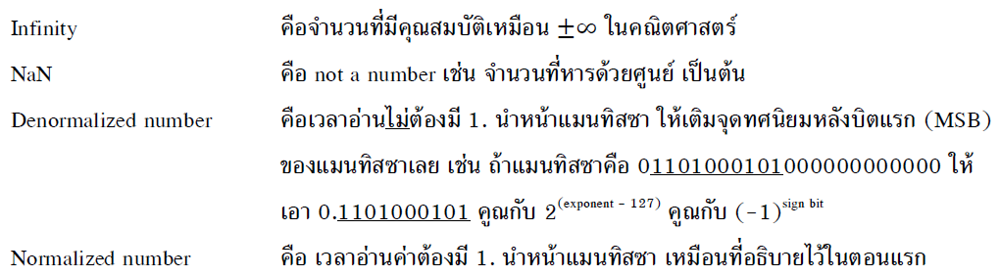 Infinity คือจำนวนที่มีคุณสมบัติเหมือน ±∞ ในคณิตศาสตร์
NaN คือ not a number เช่น จำนวนที่หารด้วยศูนย์ เป็นต้น
Denormalized number คือเวลาอ่านไม่ต้องมี 1. นำหน้าแมนทิสซา ให้เติมจุดทศนิยมหลังบิตแรก (MSB)
ของแมนทิสซาเลย เช่น ถ้าแมนทิสซาคือ 01101000101000000000000 ให้
เอา 0.1101000101 คูณกับ 2^(exponent - 127) คูณกับ (-1)^sign bit
Normalized number คือ เวลาอ่านค่าต้องมี 1. นำหน้าแมนทิสซา เหมือนที่อธิบายไว้ในตอนแรก